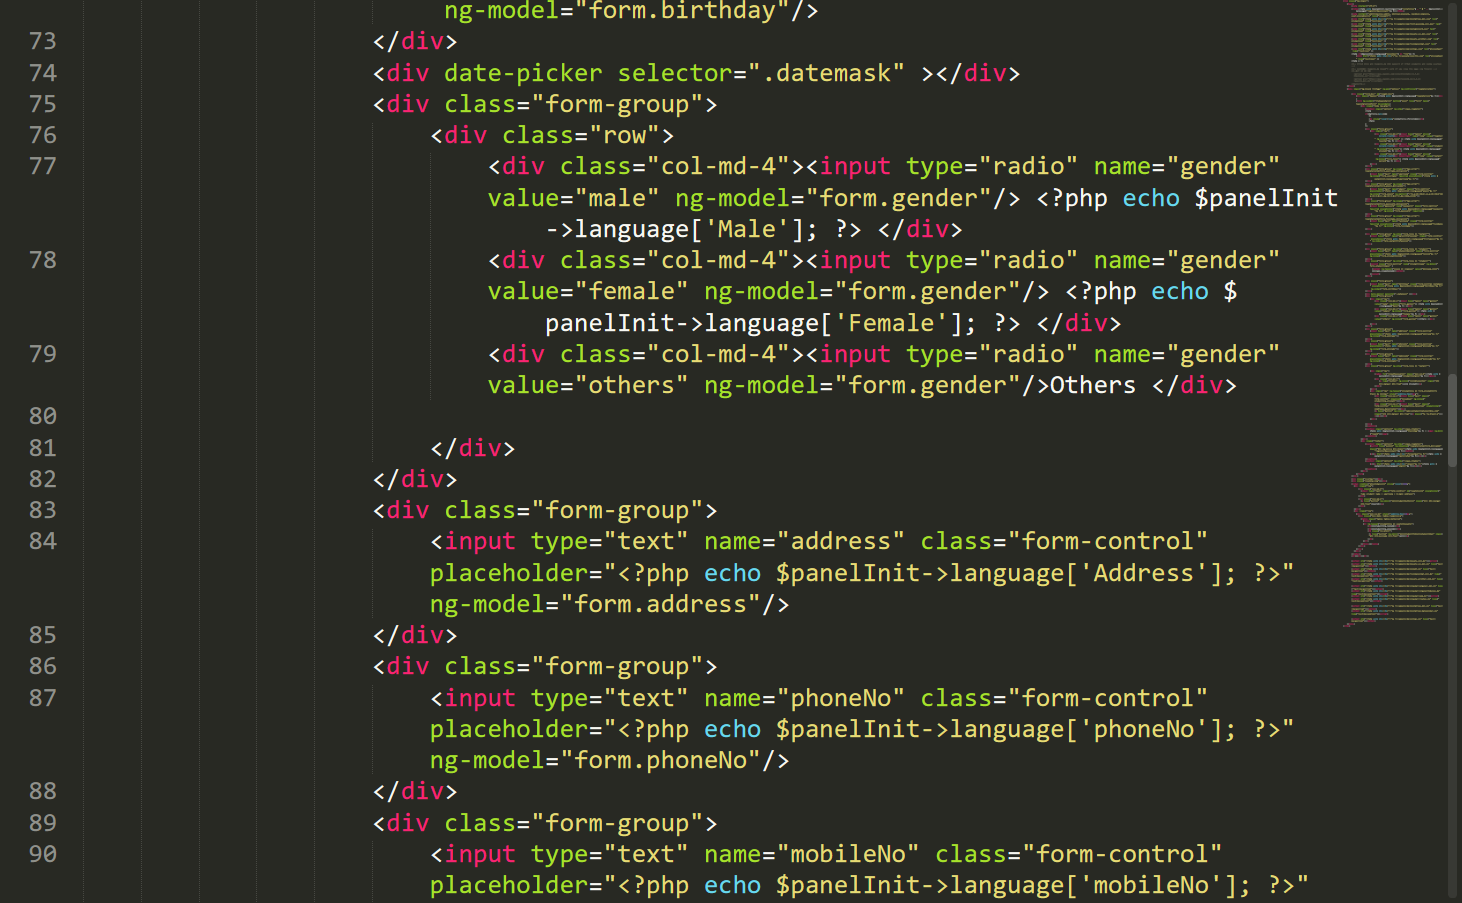 ng-model="form.birthday"/>
73 </div>
74 <div date-picker selector=".datemask" ></div>
75 <div class="form-group">
76 <div class="row">
77 <div class="col-md-4"><input type="radio" name="gender"
value="male" ng-model="form.gender"/> <?php echo $panelInit
->language['Male']; ?> </div>
78 <div class="col-md-4"><input type="radio" name="gender"
value="female" ng-model="form.gender"/> <?php echo $
panelInit->language['Female']; ?> </div>
79 <div class="col-md-4"><input type="radio" name="gender"
value="others" ng-model="form.gender"/>Others </div>
80
81 </div>
82 </div>
83 <div class="form-group">
84 <input type="text" name="address" class="form-control"
placeholder="<?php echo $panelInit->language['Address']; ?>"
ng-model="form.address"/>
85 </div>
86 <div class="form-group">
87 <input type="text" name="phoneNo" class="form-control"
placeholder="<?php echo $panelInit->language['phoneNo']; ?>"
ng-model="form.phoneNo"/>
88 </div>
89 <div class="form-group">
90 <input type="text" name="mobileNo" class="form-control"
placeholder="<?php echo $panelInit->language['mobileNo']; ?>"